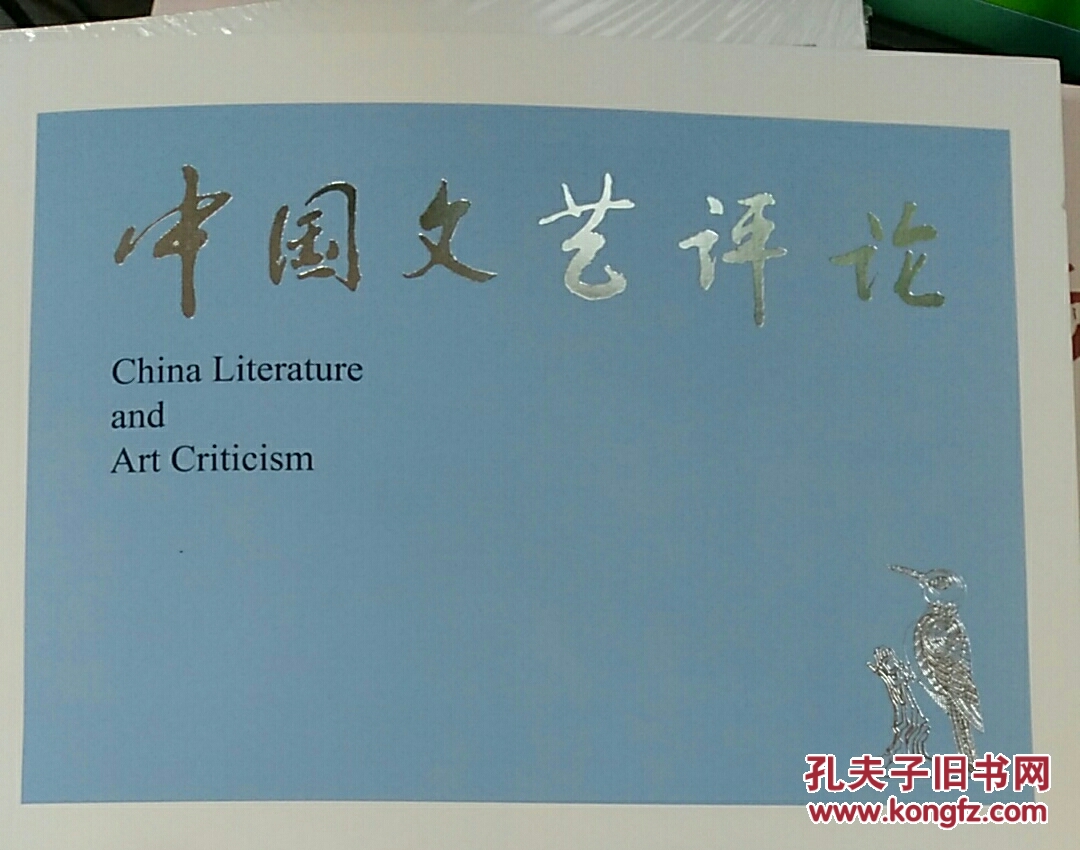 中国文艺评论
China Literature
and
Art Criticism
孔夫子旧书网
www.kongfz.com